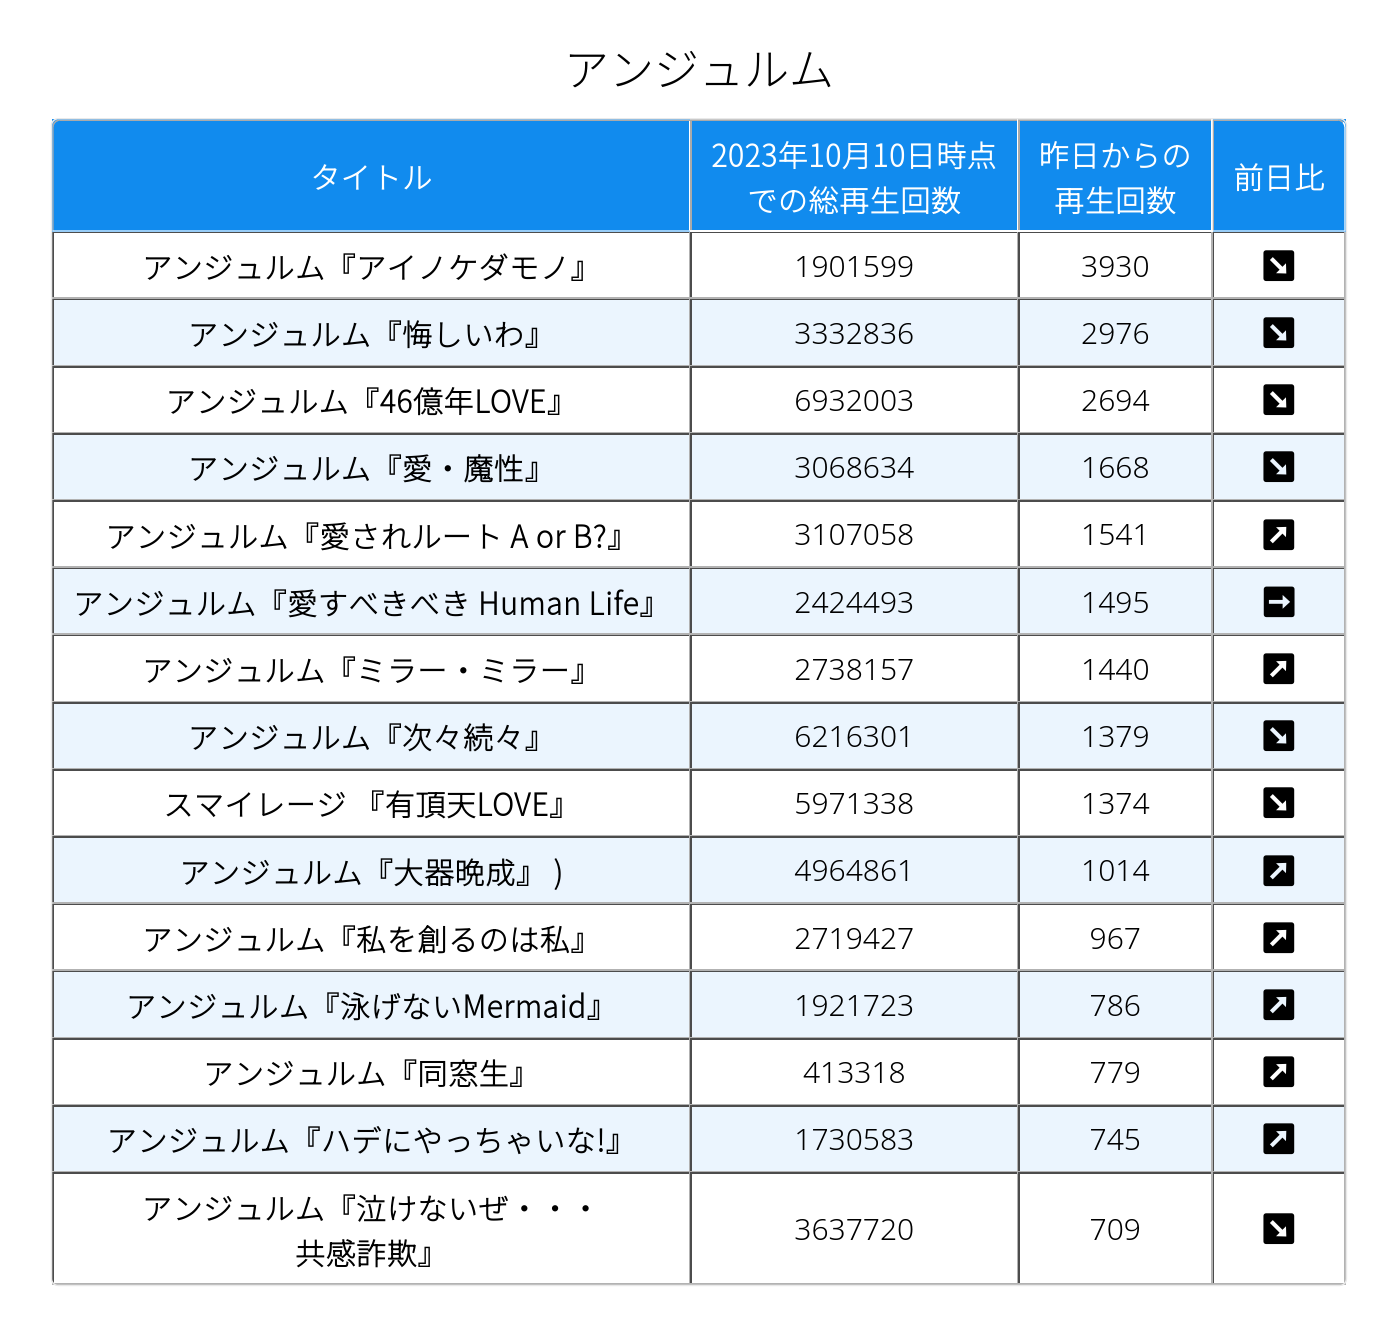 アンジュルム
タイトル
2023年10月10日時点
での総再生回数
昨日からの
再生回数
前日比
アンジュルム『アイノケダモノ』 1901599 3930 ↘
アンジュルム『悔しいわ』 3332836 2976 ↘
アンジュルム『46億年LOVE』 6932003 2694 ↘
アンジュルム『愛・魔性』 3068634 1668 ↘
アンジュルム『愛されルート A or B?』 3107058 1541 ↗
アンジュルム『愛すべきべき Human Life』 2424493 1495 →
アンジュルム『ミラー・ミラー』 2738157 1440 ↗
アンジュルム『次々続々』 6216301 1379 ↘
スマイレージ 『有頂天LOVE』 5971338 1374 ↘
アンジュルム『大器晩成』 ) 4964861 1014 ↗
アンジュルム『私を創るのは私』 2719427 967 ↗
アンジュルム『泳げないMermaid』 1921723 786 ↗
アンジュルム『同窓生』 413318 779 ↗
アンジュルム『ハデにやっちゃいな!』 1730583 745 ↗
アンジュルム『泣けないぜ・・・
共感詐欺』 3637720 709 ↘